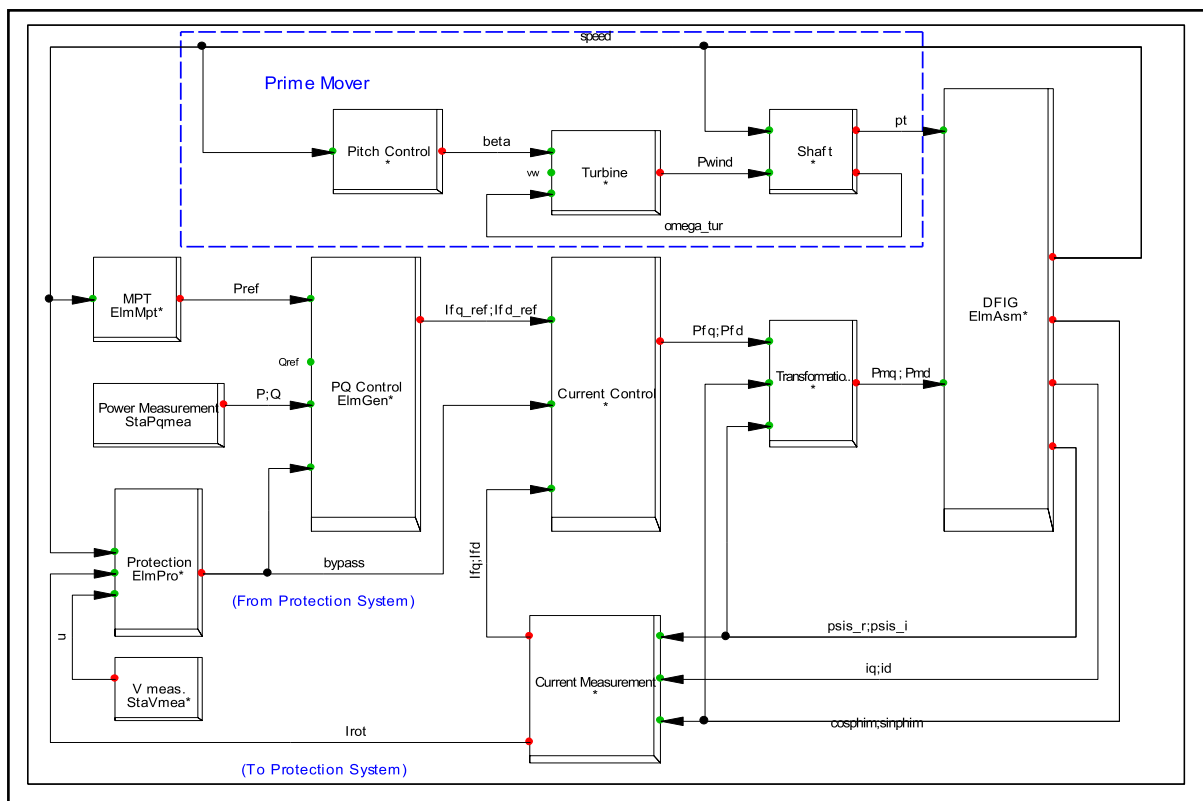 speed
Prime Mover
Pitch Control
*
beta
vw
Turbine
*
Pwind
Shaft
*
pt
omega_tur
MPT
ElmMpt*
Pref
Qref
PQ Control
ElmGen*
Ifq_ref;Ifd_ref
Current Control
*
Pfq;Pfd
Transformatio..
*
Pmq; Pmd
DFIG
ElmAsm*
Power Measurement
StaPqmea
P;Q
Protection
ElmPro*
bypass
(From Protection System)
Ifq;Ifd
u
V meas.
StaVmea*
Current Measurement
*
psis_r;psis_i
iq;id
cosphim;sinphim
Irot
(To Protection System)